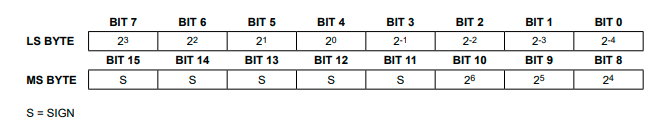 BIT 7 BIT 6 BIT 5 BIT 4 BIT 3 BIT 2 BIT 1 BIT 0
LS BYTE 2³ 2² 2¹ 2⁰ 2⁻¹ 2⁻² 2⁻³ 2⁻⁴
BIT 15 BIT 14 BIT 13 BIT 12 BIT 11 BIT 10 BIT 9 BIT 8
MS BYTE S S S S S 2⁶ 2⁵ 2⁴
S = SIGN